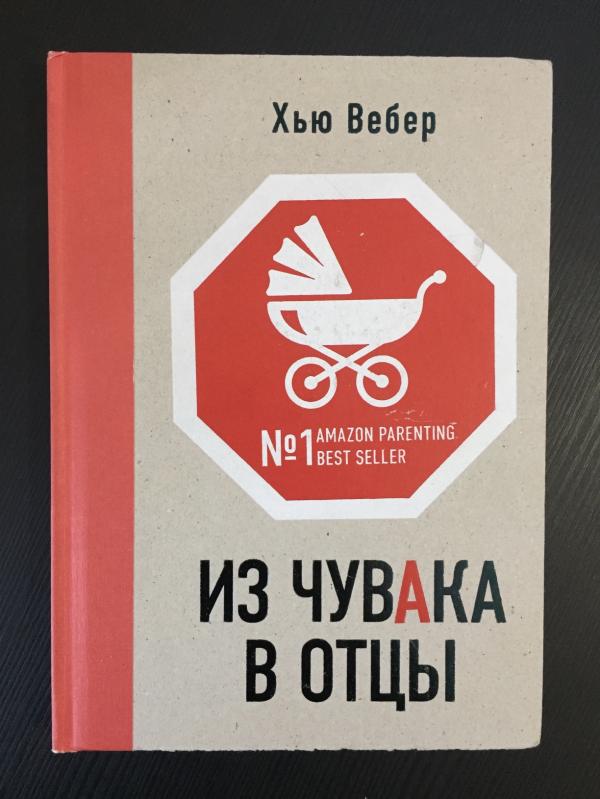 Хью Вебер
№1 AMAZON PARENTING
BEST SELLER
ИЗ ЧУВАКА
В ОТЦЫ